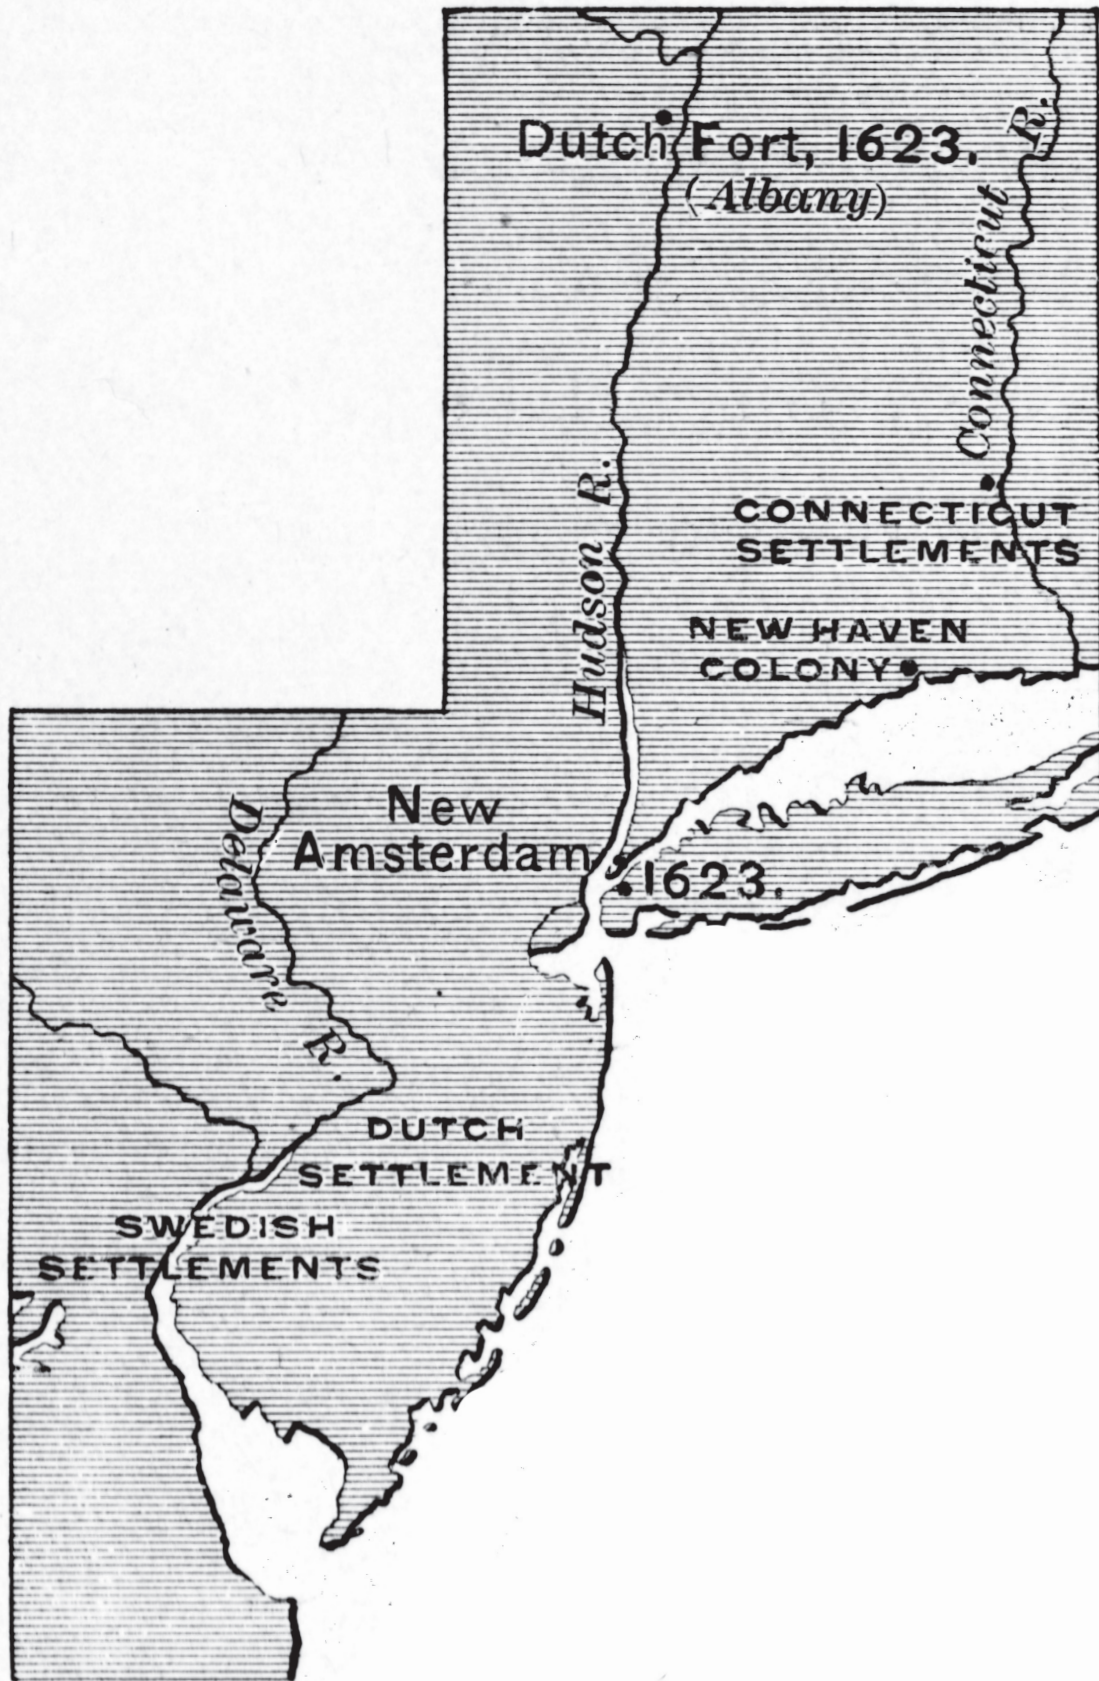 Dutch Fort, 1623.
(Albany)
Connecticut R.
CONNECTICUT
SETTLEMENTS
Hudson R.
NEW HAVEN
COLONY
New
Amsterdam
1623.
Delaware R.
DUTCH
SETTLEMENT
SWEDISH
SETTLEMENTS